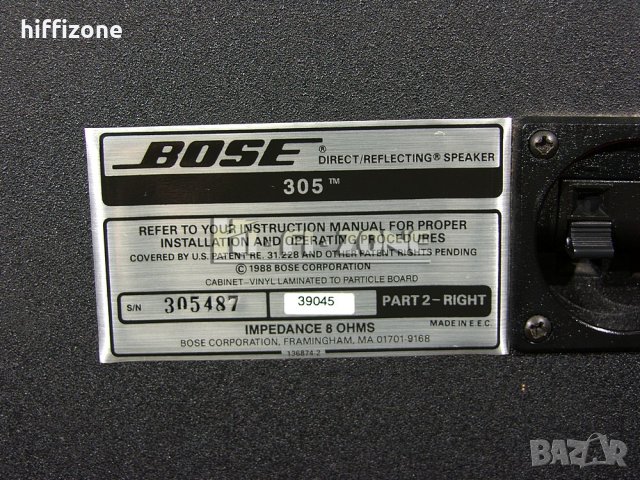 hiffizone
BOSE® DIRECT/REFLECTING® SPEAKER
305™
REFER TO YOUR INSTRUCTION MANUAL FOR PROPER
INSTALLATION AND OPERATING PROCEDURES
COVERED BY U.S. PATENT RE. 31,228 AND OTHER PATENT RIGHTS PENDING
© 1988 BOSE CORPORATION
CABINET-VINYL LAMINATED TO PARTICLE BOARD
S/N 305487 39045 PART 2-RIGHT
IMPEDANCE 8 OHMS MADE IN E.E.C.
BOSE CORPORATION, FRAMINGHAM, MA 01701-9168
136874-2
BAZAR